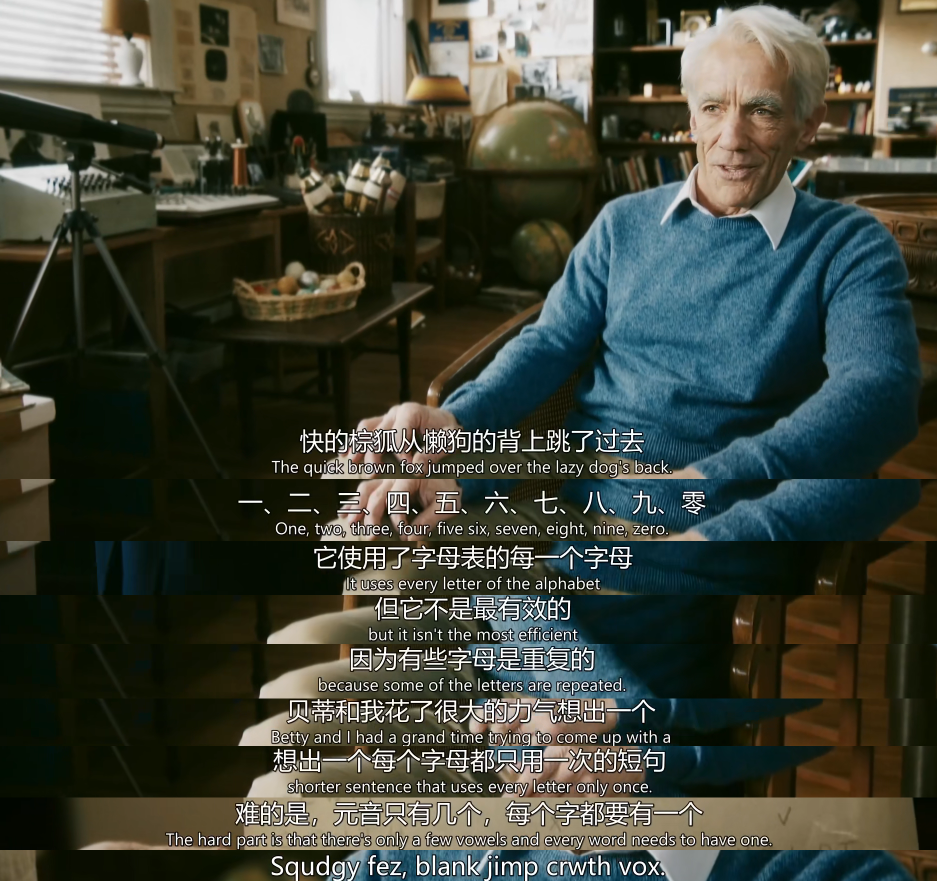 快的棕狐从懒狗的背上跳了过去
The quick brown fox jumped over the lazy dog's back.
一、二、三、四、五、六、七、八、九、零
One, two, three, four, five six, seven, eight, nine, zero.
它使用了字母表的每一个字母
It uses every letter of the alphabet
但它不是最有效的
but it isn't the most efficient
因为有些字母是重复的
because some of the letters are repeated.
贝蒂和我花了很大的力气想出一个
Betty and I had a grand time trying to come up with a
想出一个每个字母都只用一次的短句
shorter sentence that uses every letter only once.
难的是，元音只有几个，每个字都要有一个
The hard part is that there's only a few vowels and every word needs to have one.
Squdgy fez, blank jimp crwth vox.